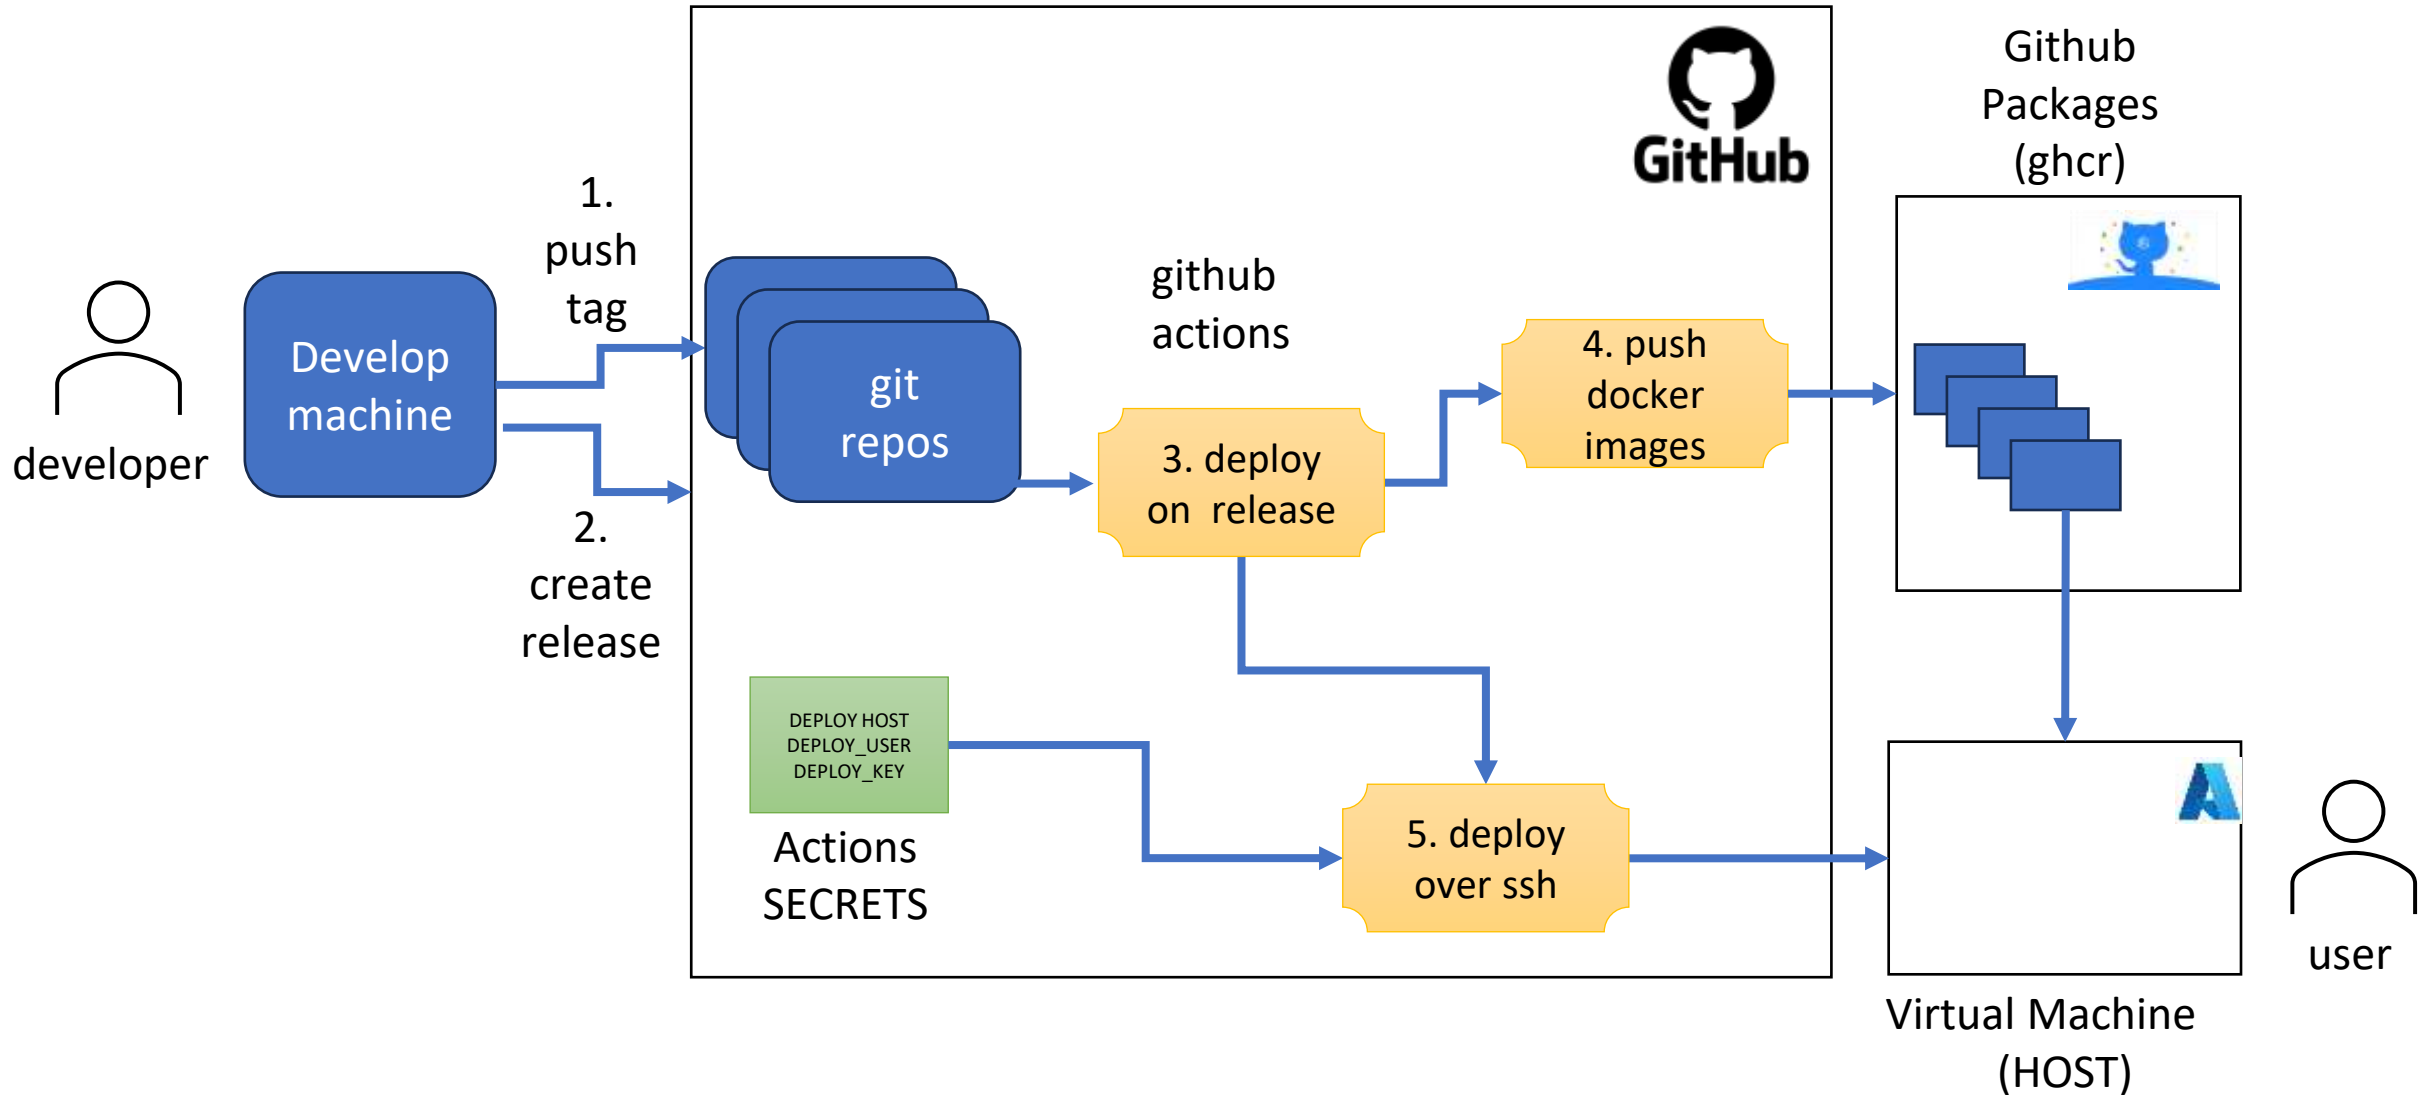 developer
Develop
machine
1.
push
tag
2.
create
release
GitHub
git
repos
github
actions
3. deploy
on  release
4. push
docker
images
DEPLOY HOST
DEPLOY_USER
DEPLOY_KEY
Actions
SECRETS
5. deploy
over ssh
Github
Packages
(ghcr)
Virtual Machine
(HOST)
user